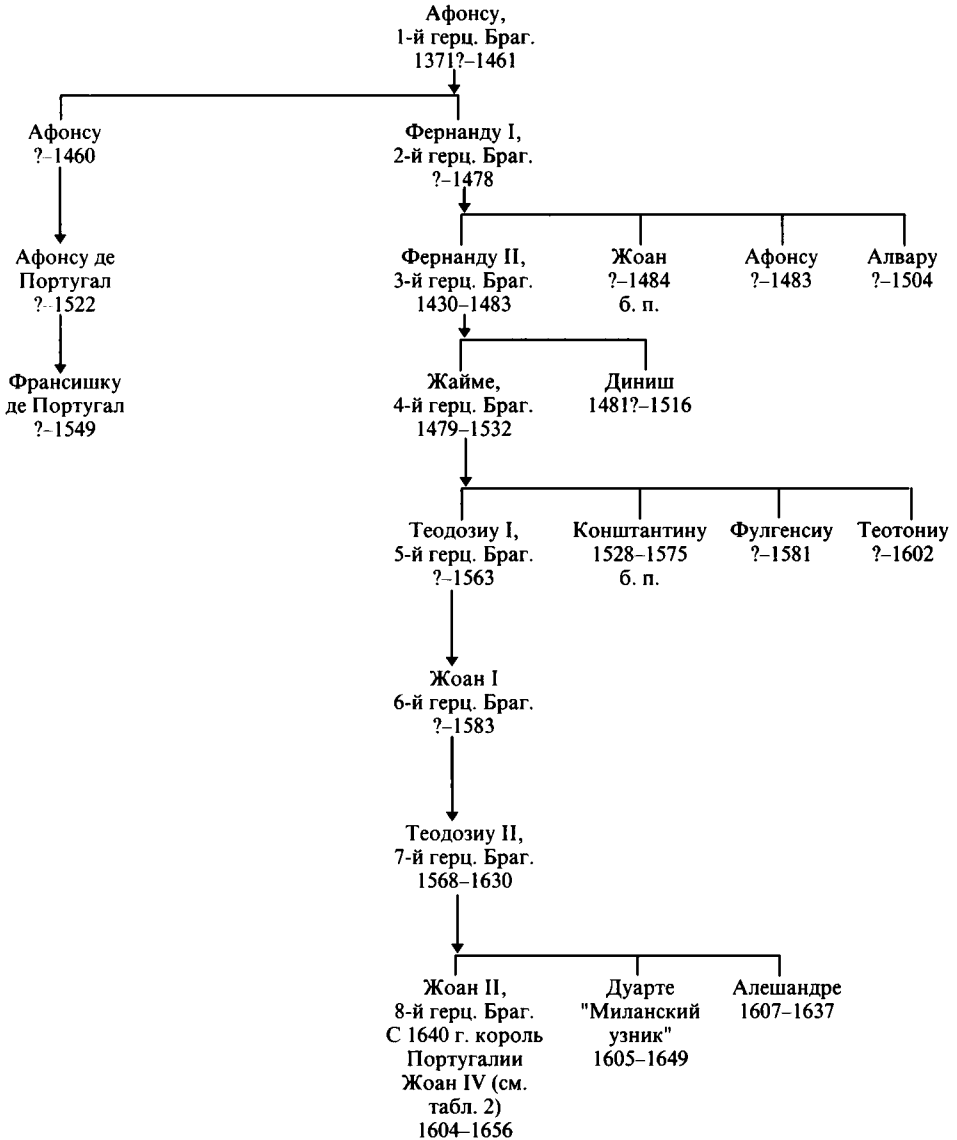 Афонсу,
1-й герц. Браг.
1371?–1461
Афонсу
?–1460
Фернанду I,
2-й герц. Браг.
?–1478
Афонсу де
Португал
?–1522
Фернанду II,
3-й герц. Браг.
1430–1483
Жоан
?–1484
б. п.
Афонсу
?–1483
Алвару
?–1504
Франсишку
де Португал
?–1549
Жайме,
4-й герц. Браг.
1479–1532
Диниш
1481?–1516
Теодозиу I,
5-й герц. Браг.
?–1563
Конштантину
1528–1575
б. п.
Фулгенсиу
?–1581
Теотониу
?–1602
Жоан I
6-й герц. Браг.
?–1583
Теодозиу II,
7-й герц. Браг.
1568–1630
Жоан II,
8-й герц. Браг.
С 1640 г. король
Португалии
Жоан IV (см.
табл. 2)
1604–1656
Дуарте
"Миланский
узник"
1605–1649
Алешандре
1607–1637